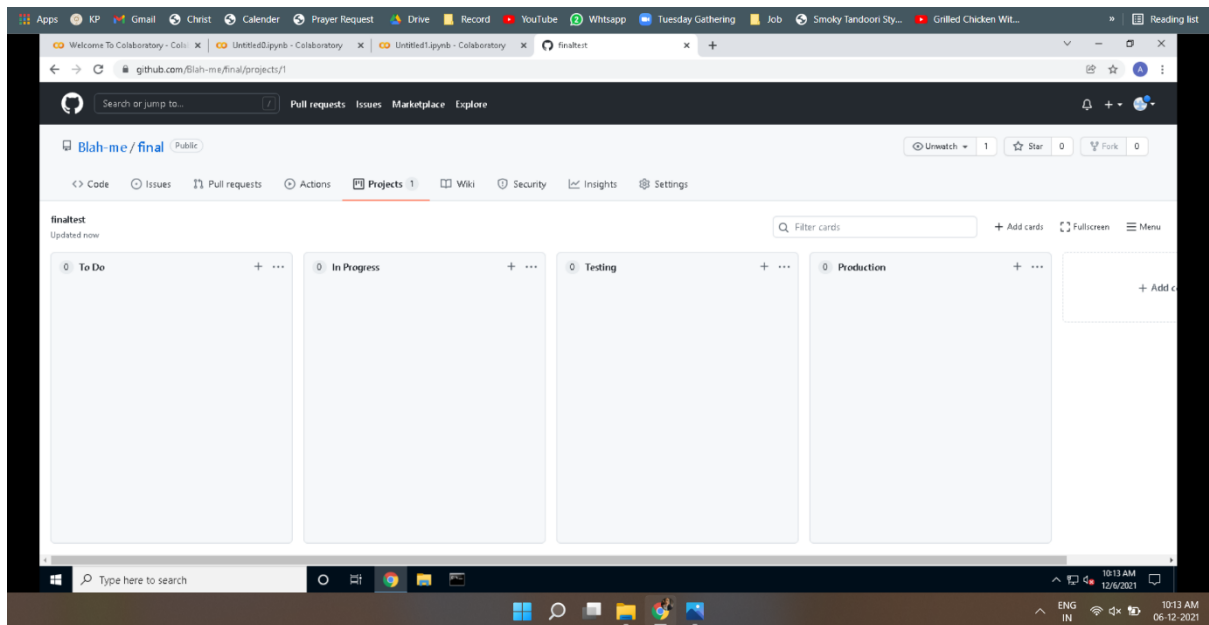 Apps KP Gmail Christ Calender Prayer Request Drive Record YouTube Whtsapp Tuesday Gathering Job Smoky Tandoori Sty... Grilled Chicken Wit... » Reading list
Welcome To Colaboratory - Cola Untitled0.ipynb - Colaboratory Untitled1.ipynb - Colaboratory finaltest
github.com/Blah-me/final/projects/1 A
Search or jump to... / Pull requests Issues Marketplace Explore
Blah-me / final Public Unwatch 1 Star 0 Fork 0
Code Issues Pull requests Actions Projects 1 Wiki Security Insights Settings
finaltest Filter cards + Add cards Fullscreen Menu
Updated now
0 To Do + ... 0 In Progress + ... 0 Testing + ... 0 Production + ...
+ Add c
Type here to search 10:13 AM
12/6/2021
ENG 10:13 AM
IN 06-12-2021